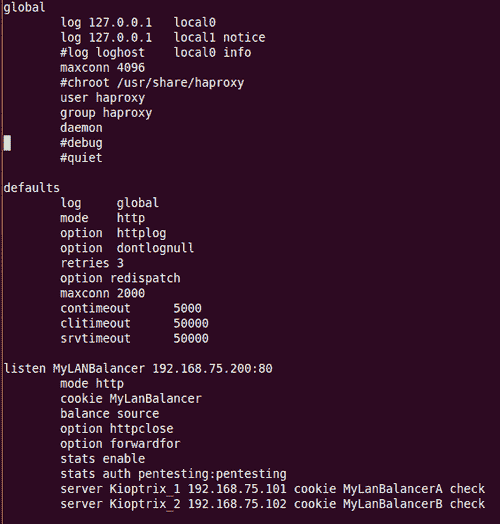 global
log 127.0.0.1 local0
log 127.0.0.1 local1 notice
#log loghost local0 info
maxconn 4096
#chroot /usr/share/haproxy
user haproxy
group haproxy
daemon
#debug
#quiet
defaults
log global
mode http
option httplog
option dontlognull
retries 3
option redispatch
maxconn 2000
contimeout 5000
clitimeout 50000
srvtimeout 50000
listen MyLANBalancer 192.168.75.200:80
mode http
cookie MyLanBalancer
balance source
option httpclose
option forwardfor
stats enable
stats auth pentesting:pentesting
server Kioptrix_1 192.168.75.101 cookie MyLanBalancerA check
server Kioptrix_2 192.168.75.102 cookie MyLanBalancerB check